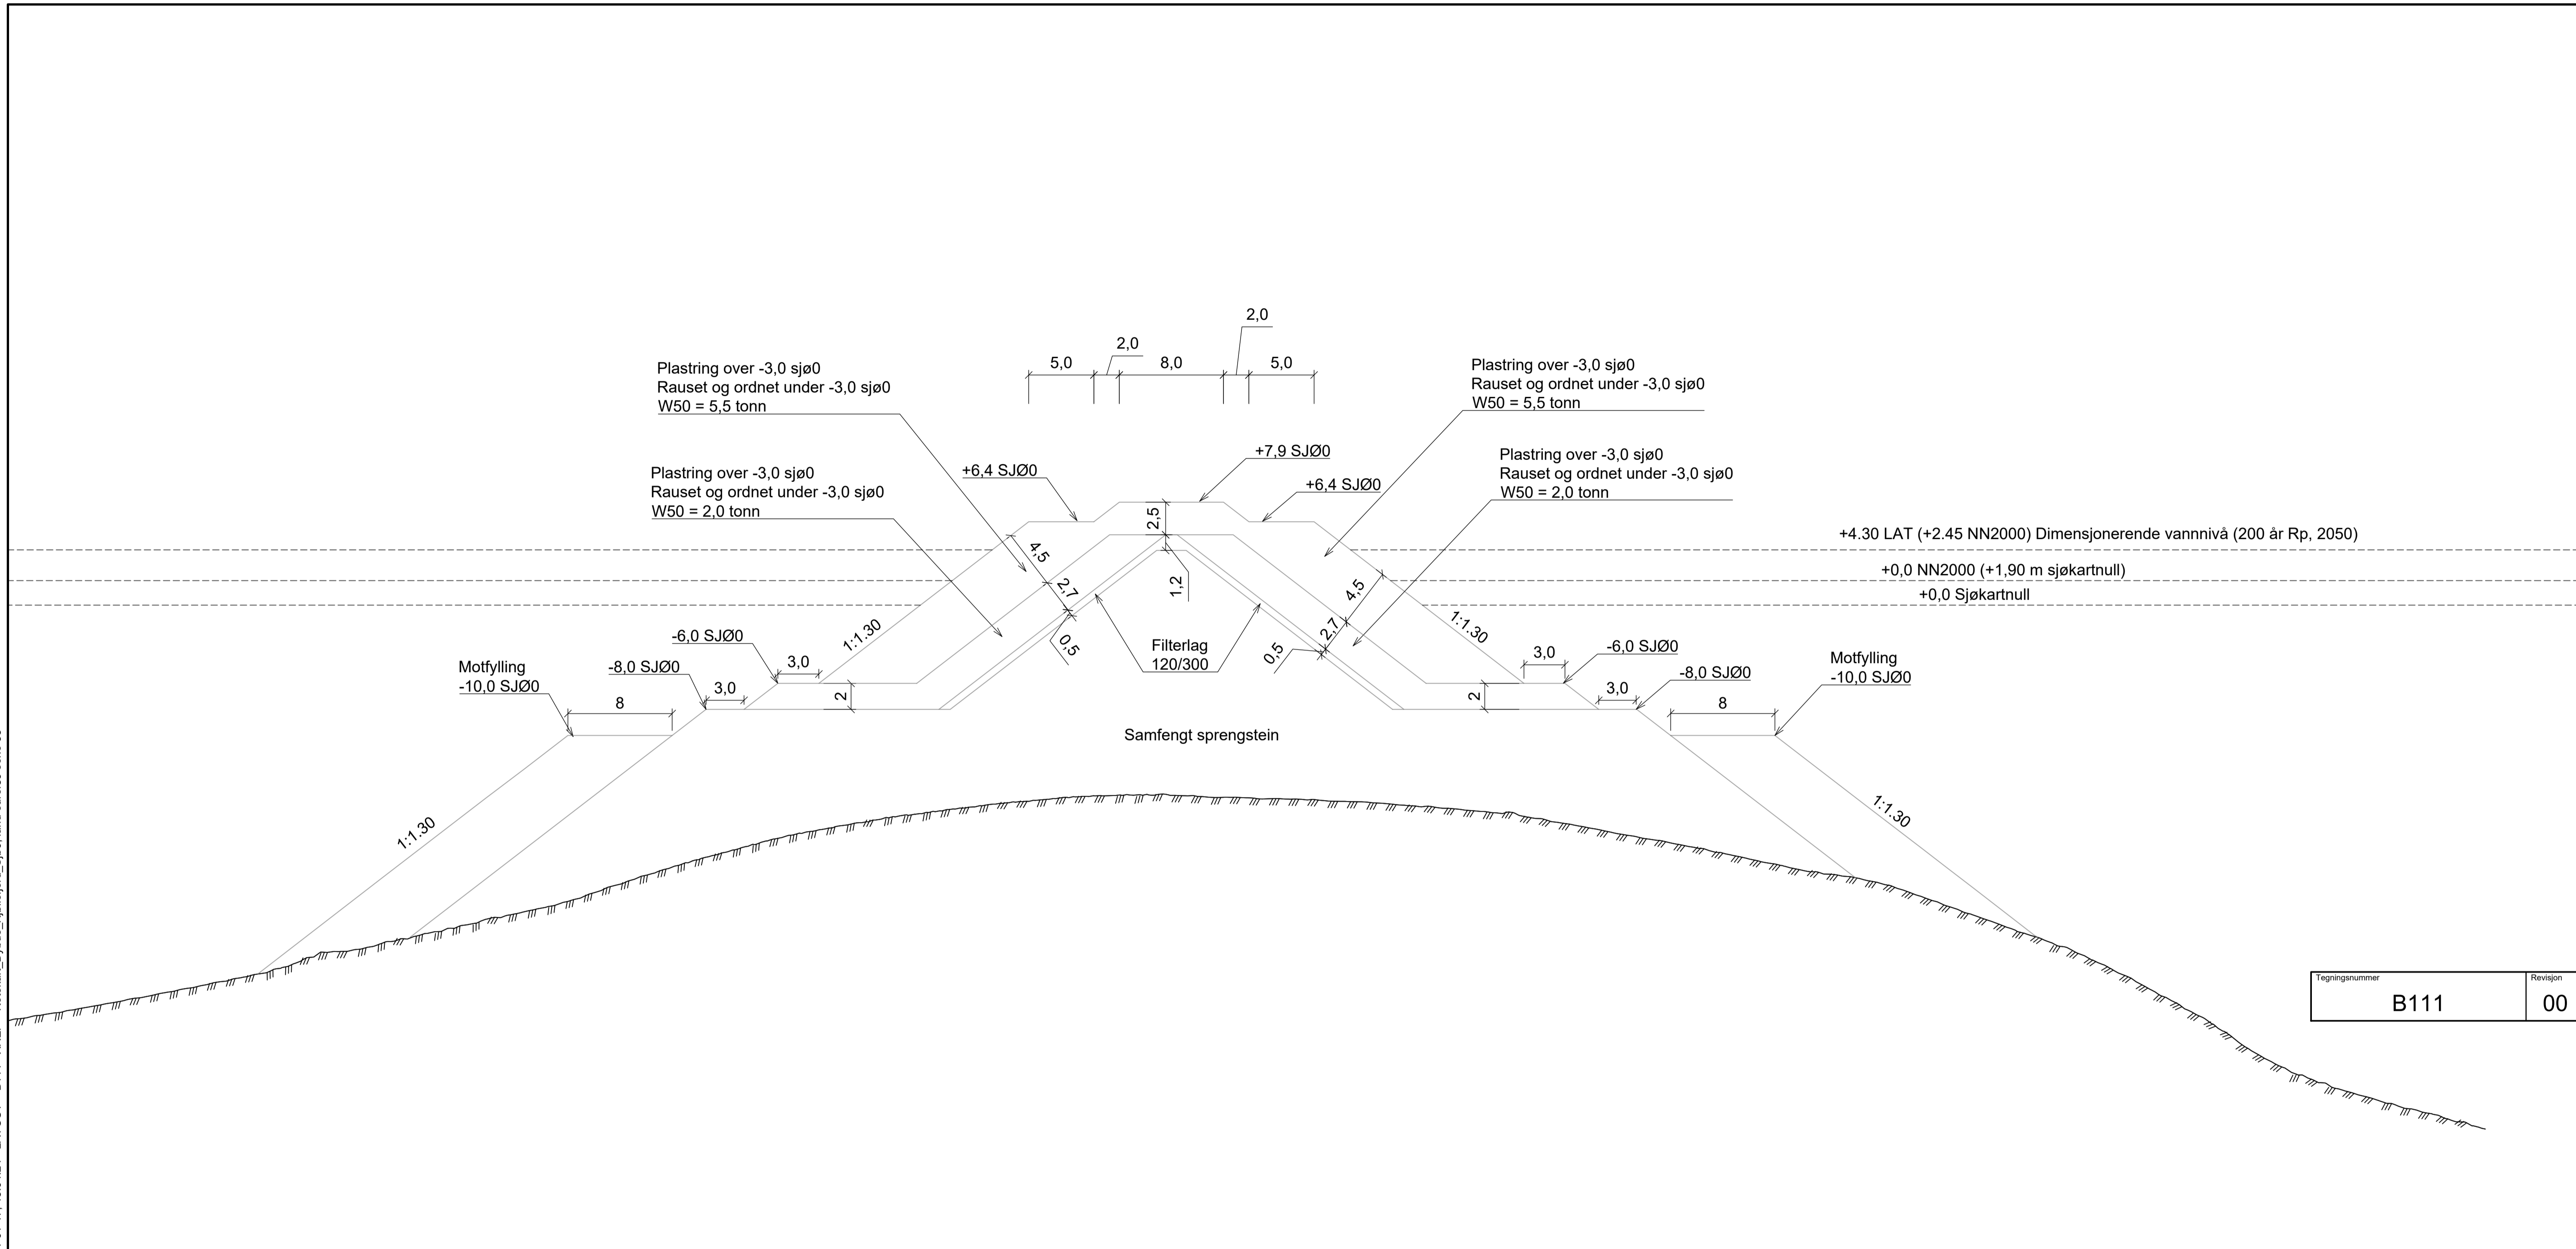 2,0
2,0
5,0
8,0
5,0
Plastring over -3,0 sjø0
Rauset og ordnet under -3,0 sjø0
W50 = 5,5 tonn
Plastring over -3,0 sjø0
Rauset og ordnet under -3,0 sjø0
W50 = 5,5 tonn
+7,9 SJØ0
+6,4 SJØ0
+6,4 SJØ0
Plastring over -3,0 sjø0
Rauset og ordnet under -3,0 sjø0
W50 = 2,0 tonn
Plastring over -3,0 sjø0
Rauset og ordnet under -3,0 sjø0
W50 = 2,0 tonn
2,5
+4.30 LAT (+2.45 NN2000) Dimensjonerende vannnivå (200 år Rp, 2050)
4,5
+0,0 NN2000 (+1,90 m sjøkartnull)
2,7
1,2
4,5
+0,0 Sjøkartnull
1:1.30
0,5
Filterlag
120/300
0,5
2,7
1:1.30
-6,0 SJØ0
-6,0 SJØ0
3,0
3,0
Motfylling
-10,0 SJØ0
-8,0 SJØ0
3,0
8
2
2
3,0
-8,0 SJØ0
8
Motfylling
-10,0 SJØ0
Samfengt sprengstein
1:1.30
1:1.30
Tegningsnummer
Revisjon
B111
00